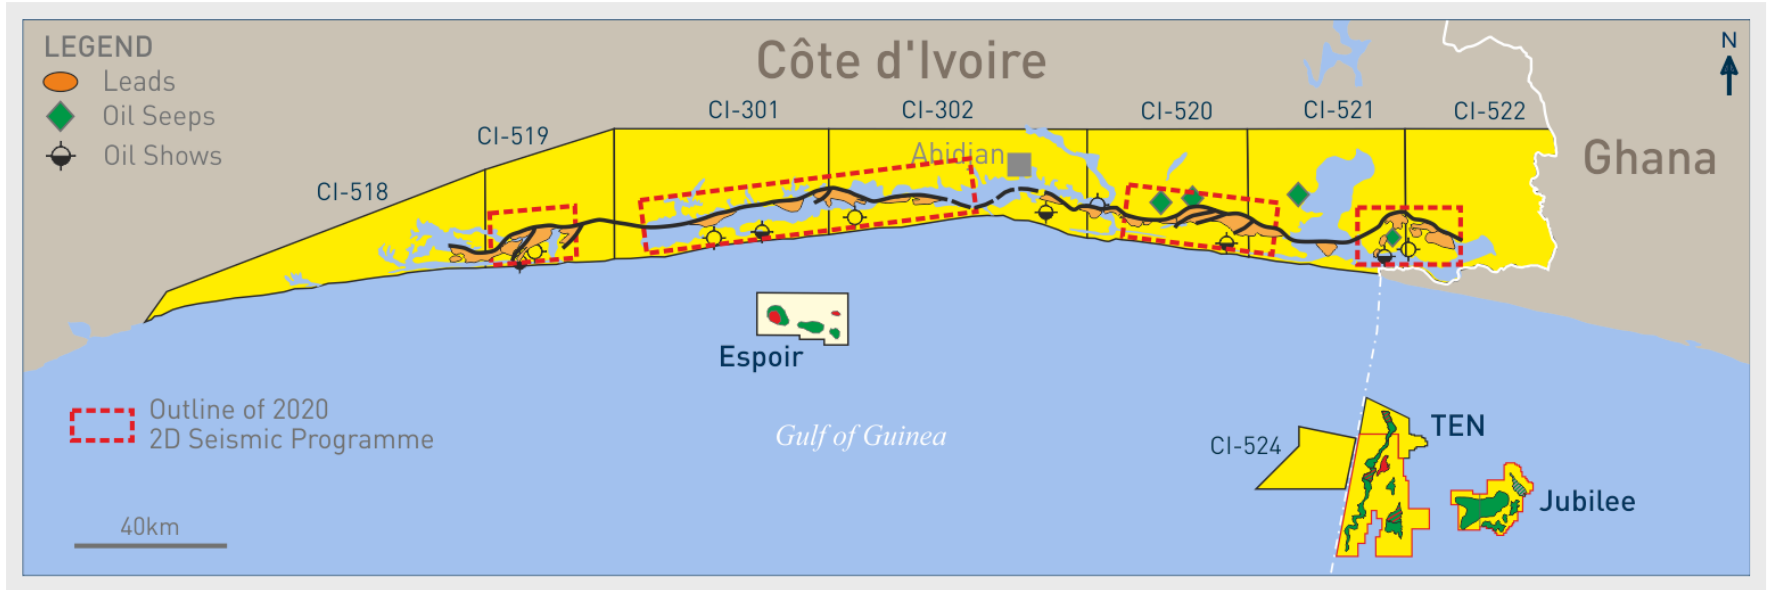 LEGEND
Leads
Oil Seeps
Oil Shows
Côte d'Ivoire
N
Ghana
CI-518
CI-519
CI-301
CI-302
CI-520
CI-521
CI-522
Abidjan
Espoir
Outline of 2020
2D Seismic Programme
Gulf of Guinea
CI-524
TEN
Jubilee
40km